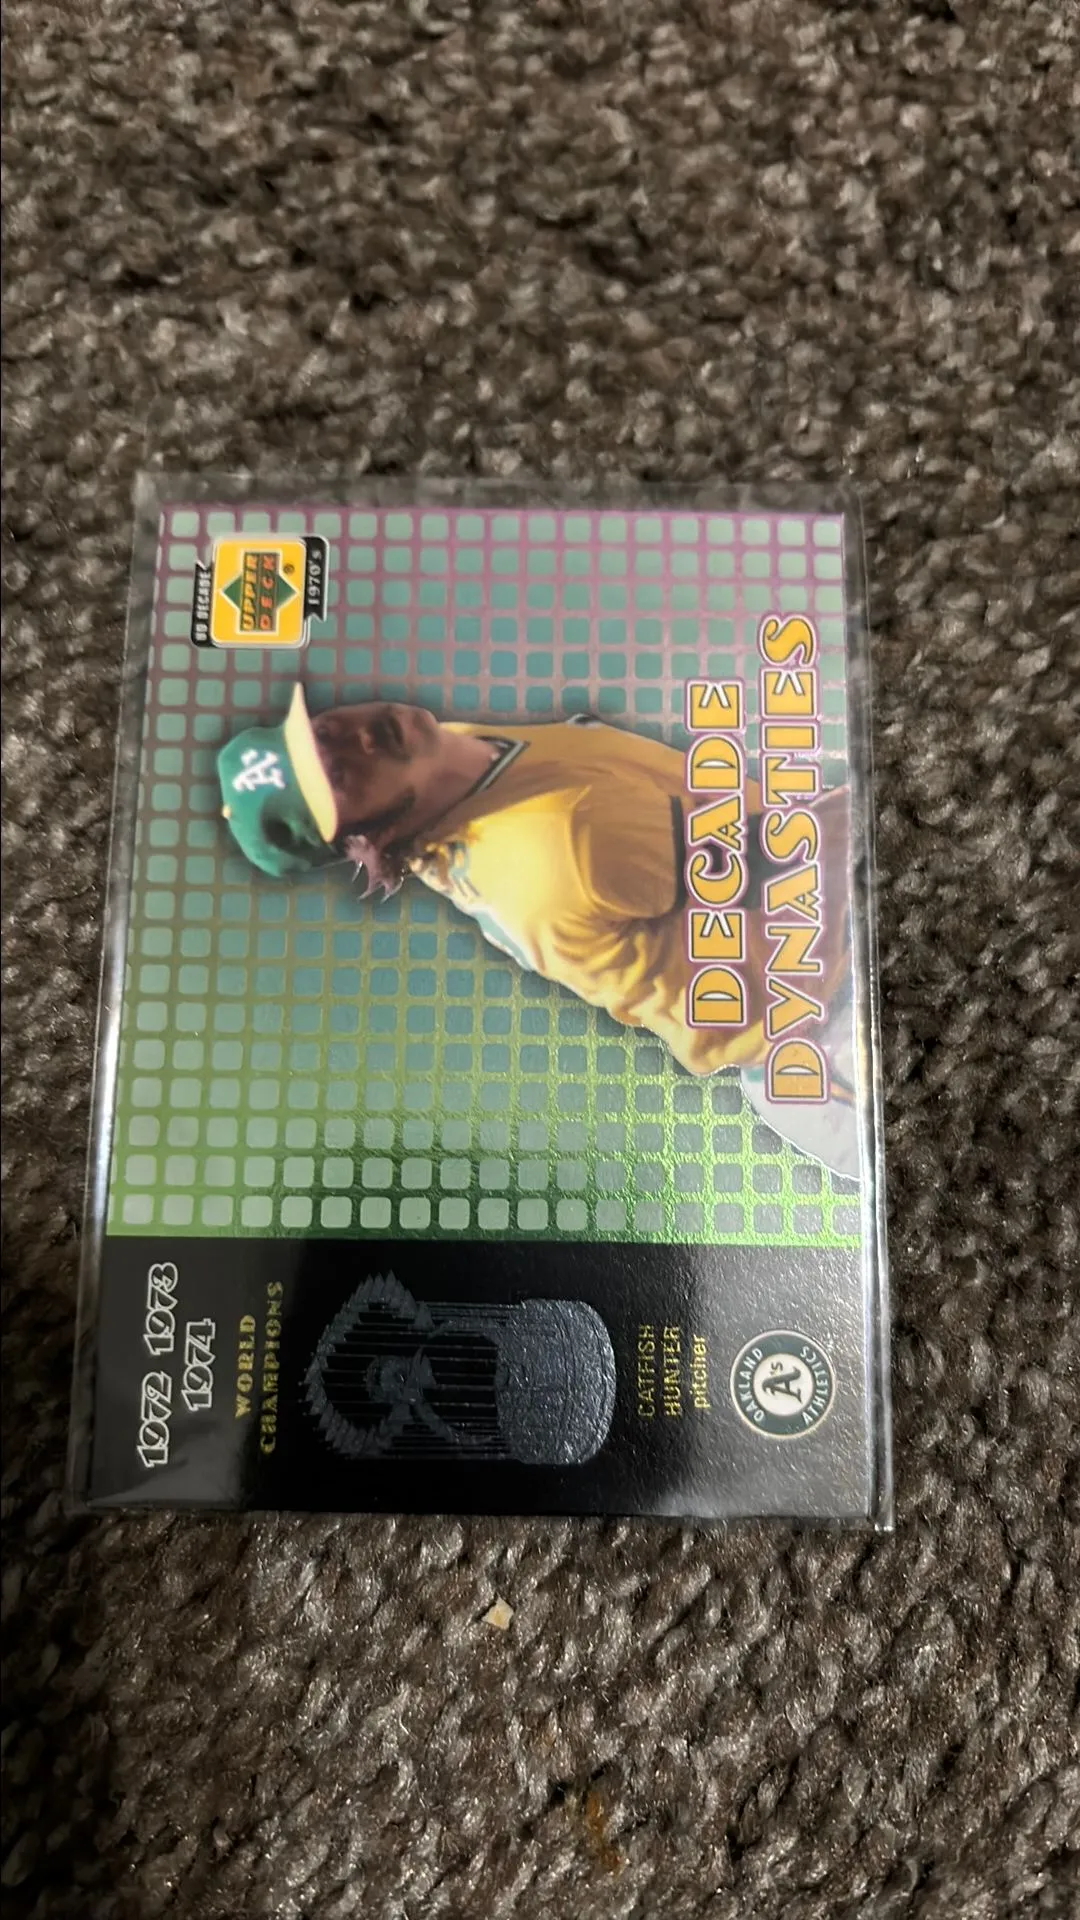 UD DECADE
UPPER
DECK
1970's
A's
DECADE
DYNASTIES
1972 1973
1974
WORLD
CHAMPIONS
CATFISH
HUNTER
pitcher
OAKLAND
A's
ATHLETICS